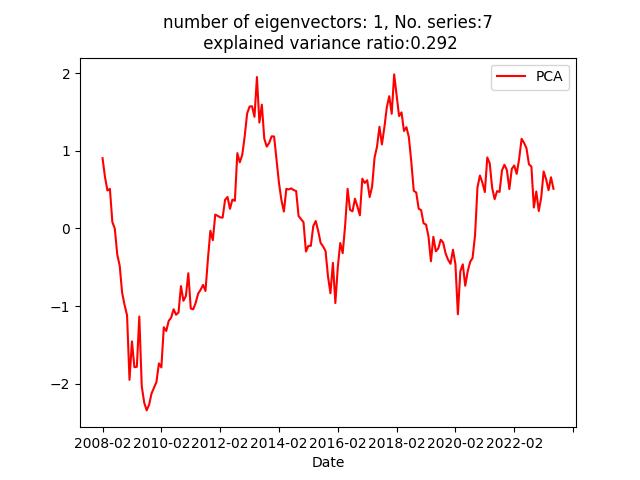 number of eigenvectors: 1, No. series:7
explained variance ratio:0.292
PCA
2
1
0
−1
−2
2008-02 2010-02 2012-02 2014-02 2016-02 2018-02 2020-02 2022-02
Date